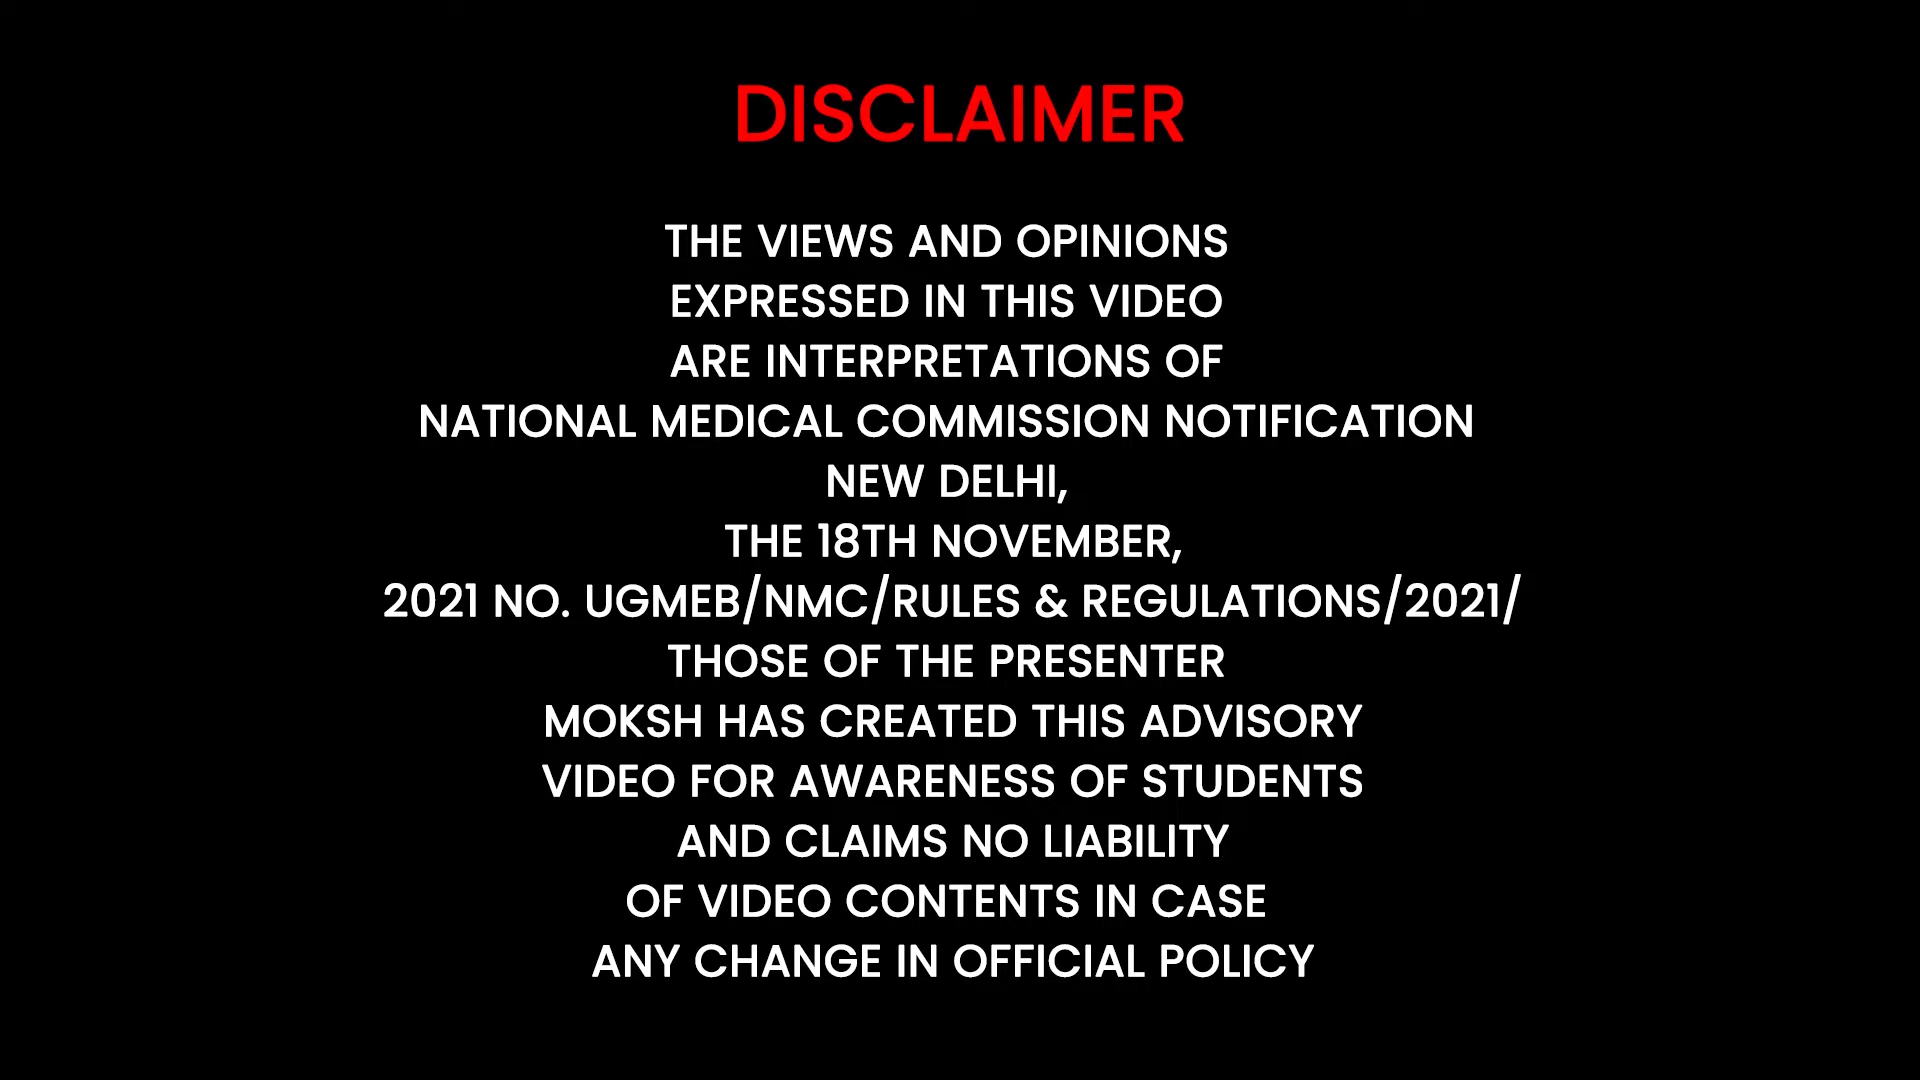 DISCLAIMER
THE VIEWS AND OPINIONS
EXPRESSED IN THIS VIDEO
ARE INTERPRETATIONS OF
NATIONAL MEDICAL COMMISSION NOTIFICATION
NEW DELHI,
THE 18TH NOVEMBER,
2021 NO. UGMEB/NMC/RULES & REGULATIONS/2021/
THOSE OF THE PRESENTER
MOKSH HAS CREATED THIS ADVISORY
VIDEO FOR AWARENESS OF STUDENTS
AND CLAIMS NO LIABILITY
OF VIDEO CONTENTS IN CASE
ANY CHANGE IN OFFICIAL POLICY